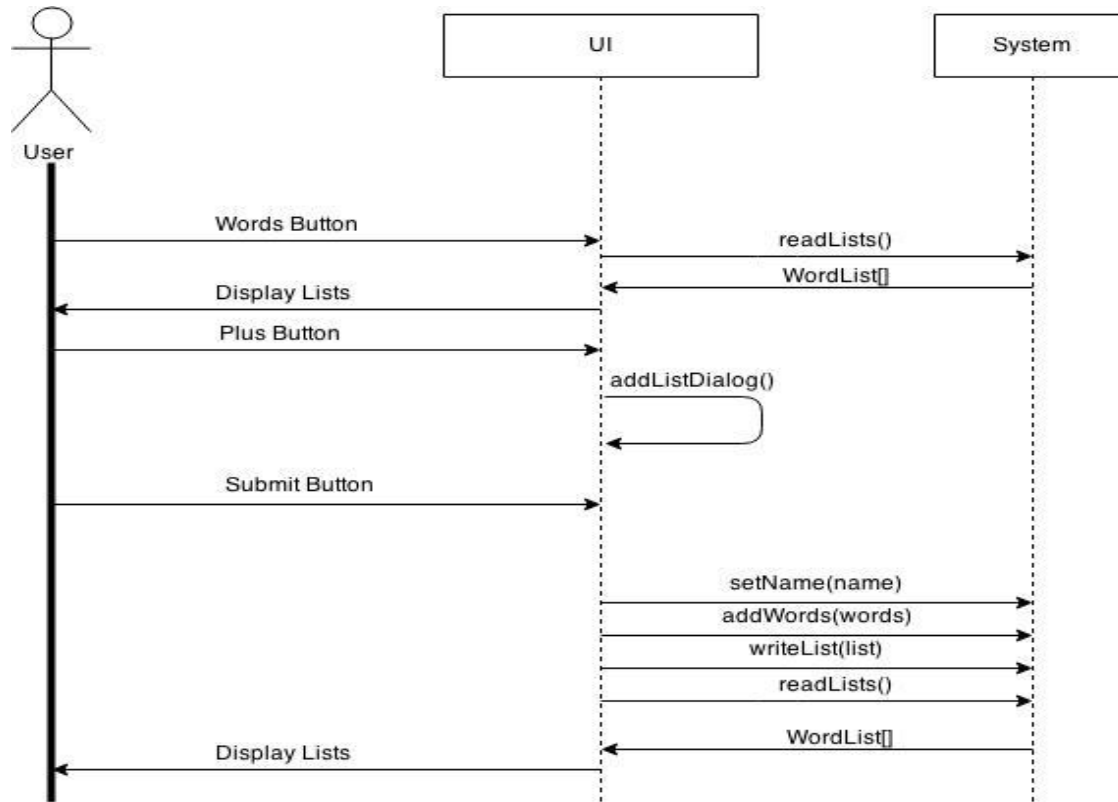 UI
System
User
Words Button
readLists()
WordList[]
Display Lists
Plus Button
addListDialog()
Submit Button
setName(name)
addWords(words)
writeList(list)
readLists()
WordList[]
Display Lists